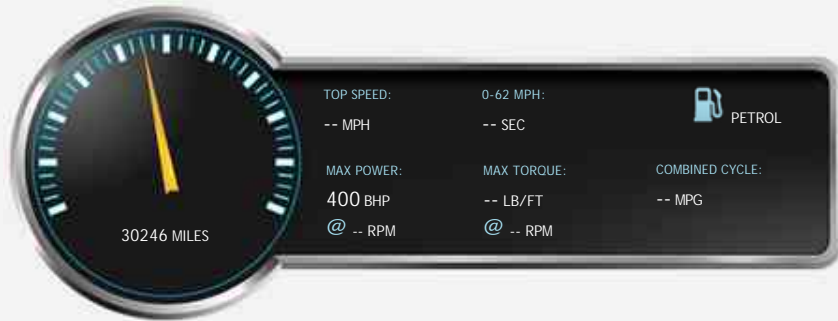 TOP SPEED:
-- MPH
0-62 MPH:
-- SEC
PETROL
MAX POWER:
400 BHP
@ -- RPM
MAX TORQUE:
-- LB/FT
@ -- RPM
COMBINED CYCLE:
-- MPG
30246 MILES